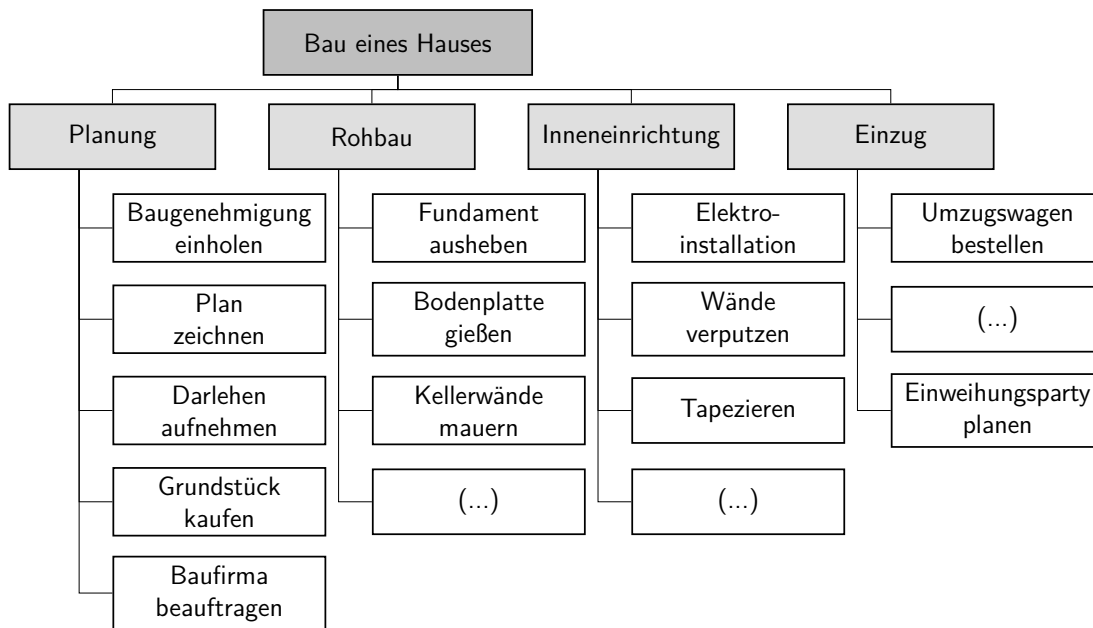 Bau eines Hauses
Planung
Rohbau
Inneneinrichtung
Einzug
Baugenehmigung
einholen
Plan
zeichnen
Darlehen
aufnehmen
Grundstück
kaufen
Baufirma
beauftragen
Fundament
ausheben
Bodenplatte
gießen
Kellerwände
mauern
(...)
Elektro-
installation
Wände
verputzen
Tapezieren
(...)
Umzugswagen
bestellen
(...)
Einweihungsparty
planen